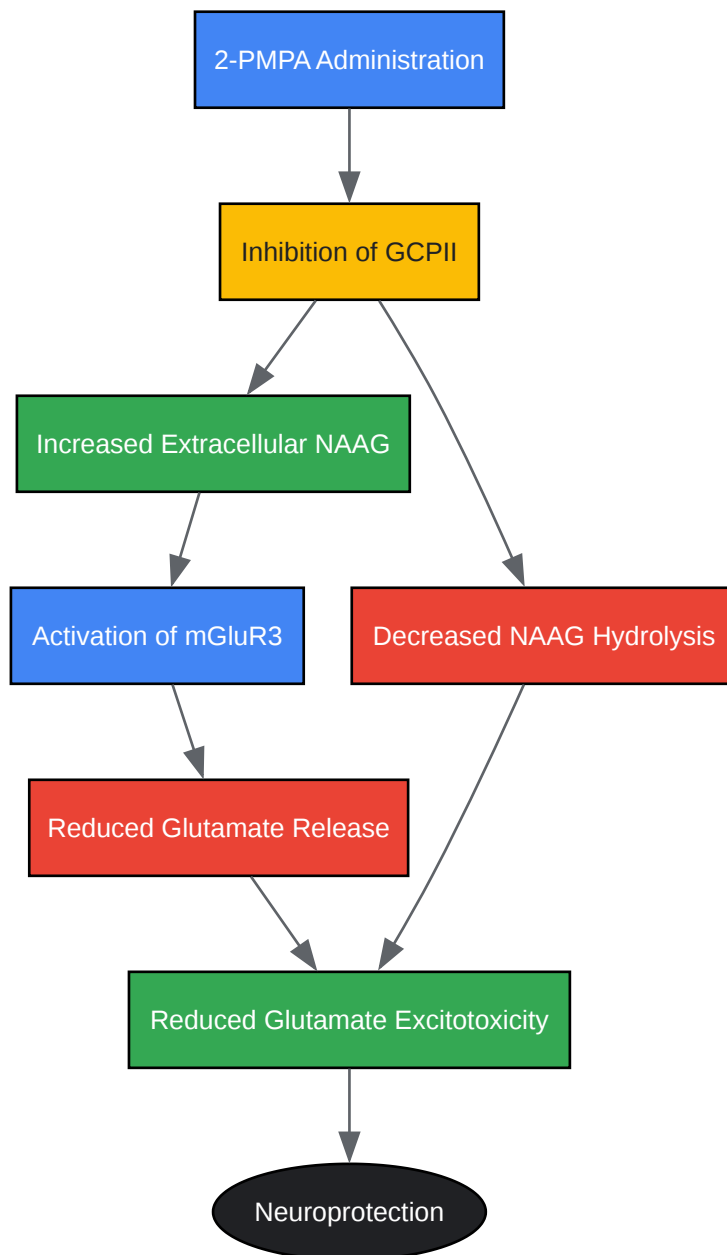 2-PMPA Administration
Inhibition of GCPII
Increased Extracellular NAAG
Activation of mGluR3
Decreased NAAG Hydrolysis
Reduced Glutamate Release
Reduced Glutamate Excitotoxicity
Neuroprotection